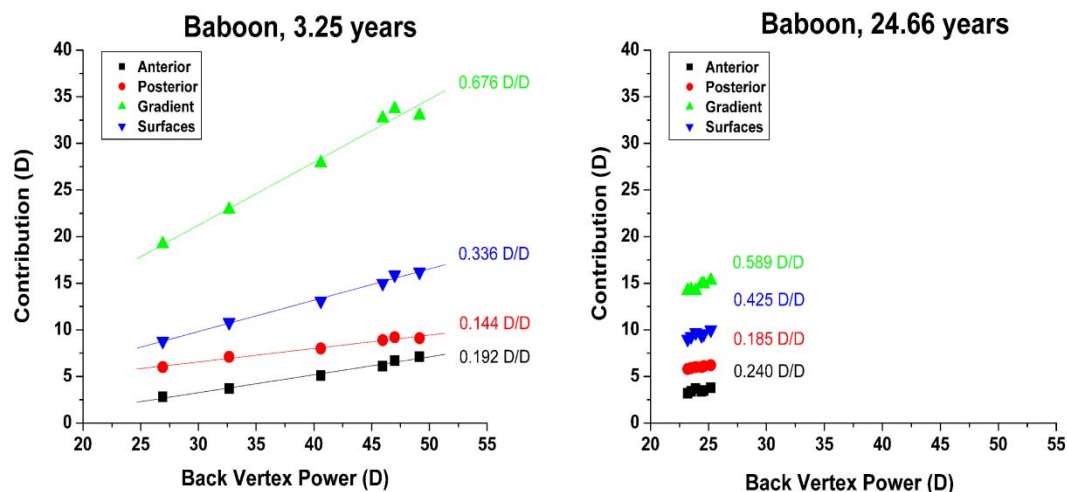 Baboon, 3.25 years
40
35
30
25
20
15
10
5
0
Contribution (D)
Anterior
Posterior
Gradient
Surfaces
0.676 D/D
0.336 D/D
0.144 D/D
0.192 D/D
20 25 30 35 40 45 50 55
Back Vertex Power (D)
Baboon, 24.66 years
40
35
30
25
20
15
10
5
0
Contribution (D)
Anterior
Posterior
Gradient
Surfaces
0.589 D/D
0.425 D/D
0.185 D/D
0.240 D/D
20 25 30 35 40 45 50 55
Back Vertex Power (D)